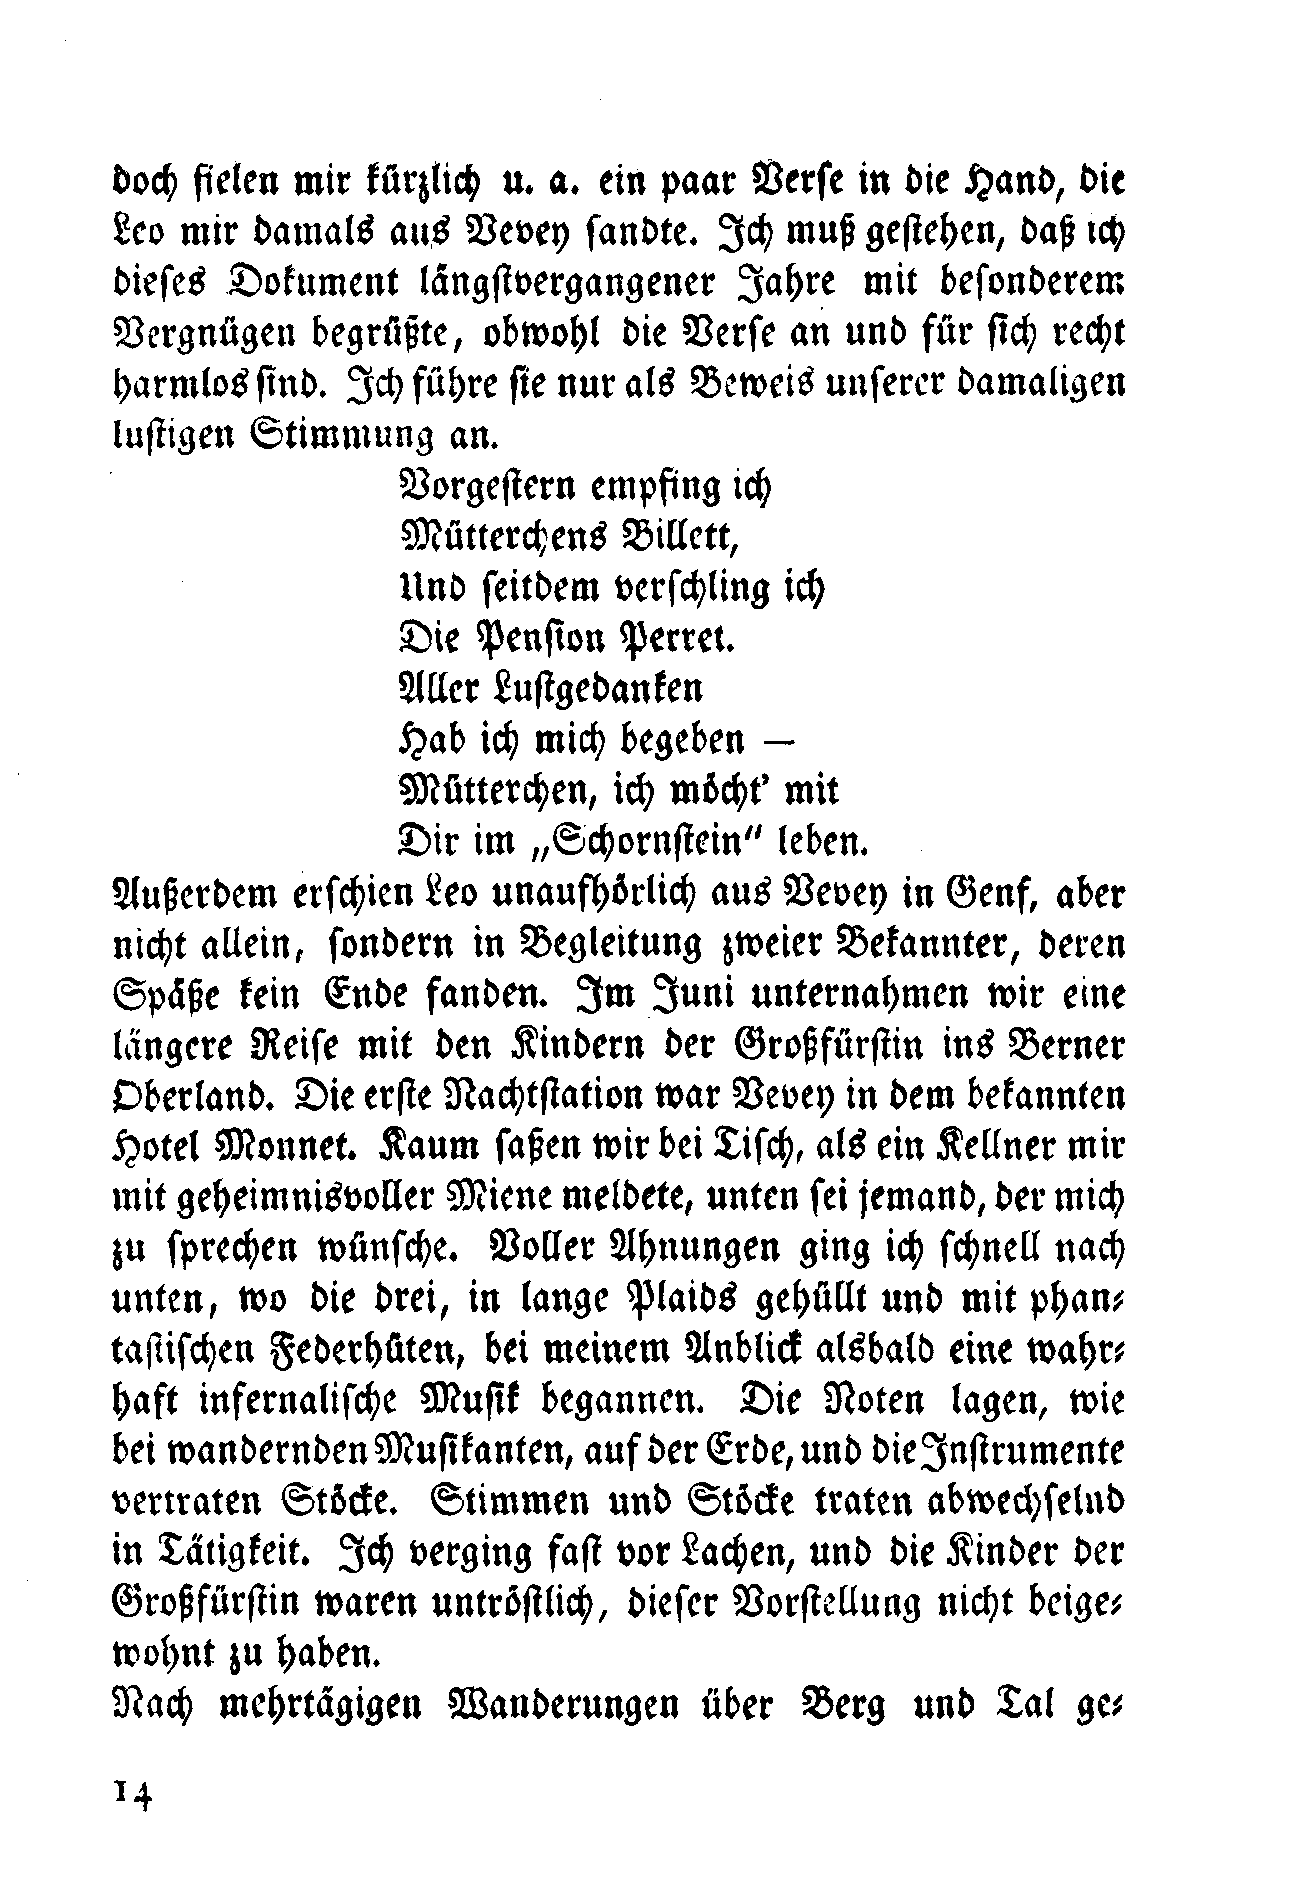 doch fielen mir kürzlich u. a. ein paar Verse in die Hand, die
Leo mir damals aus Vevey sandte. Ich muß gestehen, daß ich
dieses Dokument längstvergangener Jahre mit besonderem
Vergnügen begrüßte, obwohl die Verse an und für sich recht
harmlos sind. Ich führe sie nur als Beweis unserer damaligen
lustigen Stimmung an.
Vorgestern empfing ich
Mütterchens Billett,
Und seitdem verschling ich
Die Pension Perret.
Aller Lustgedanken
Hab ich mich begeben —
Mütterchen, ich möcht’ mit
Dir im „Schornstein“ leben.
Außerdem erschien Leo unaufhörlich aus Vevey in Genf, aber
nicht allein, sondern in Begleitung zweier Bekannter, deren
Späße kein Ende fanden. Im Juni unternahmen wir eine
längere Reise mit den Kindern der Großfürstin ins Berner
Oberland. Die erste Nachtstation war Vevey in dem bekannten
Hotel Monnet. Kaum saßen wir bei Tisch, als ein Kellner mir
mit geheimnisvoller Miene meldete, unten sei jemand, der mich
zu sprechen wünsche. Voller Ahnungen ging ich schnell nach
unten, wo die drei, in lange Plaids gehüllt und mit phan-
tastischen Federhüten, bei meinem Anblick alsbald eine wahr-
haft infernalische Musik begannen. Die Noten lagen, wie
bei wandernden Musikanten, auf der Erde, und die Instrumente
vertraten Stöcke. Stimmen und Stöcke traten abwechselnd
in Tätigkeit. Ich verging fast vor Lachen, und die Kinder der
Großfürstin waren untröstlich, dieser Vorstellung nicht beige-
wohnt zu haben.
Nach mehrtägigen Wanderungen über Berg und Tal ge-
14